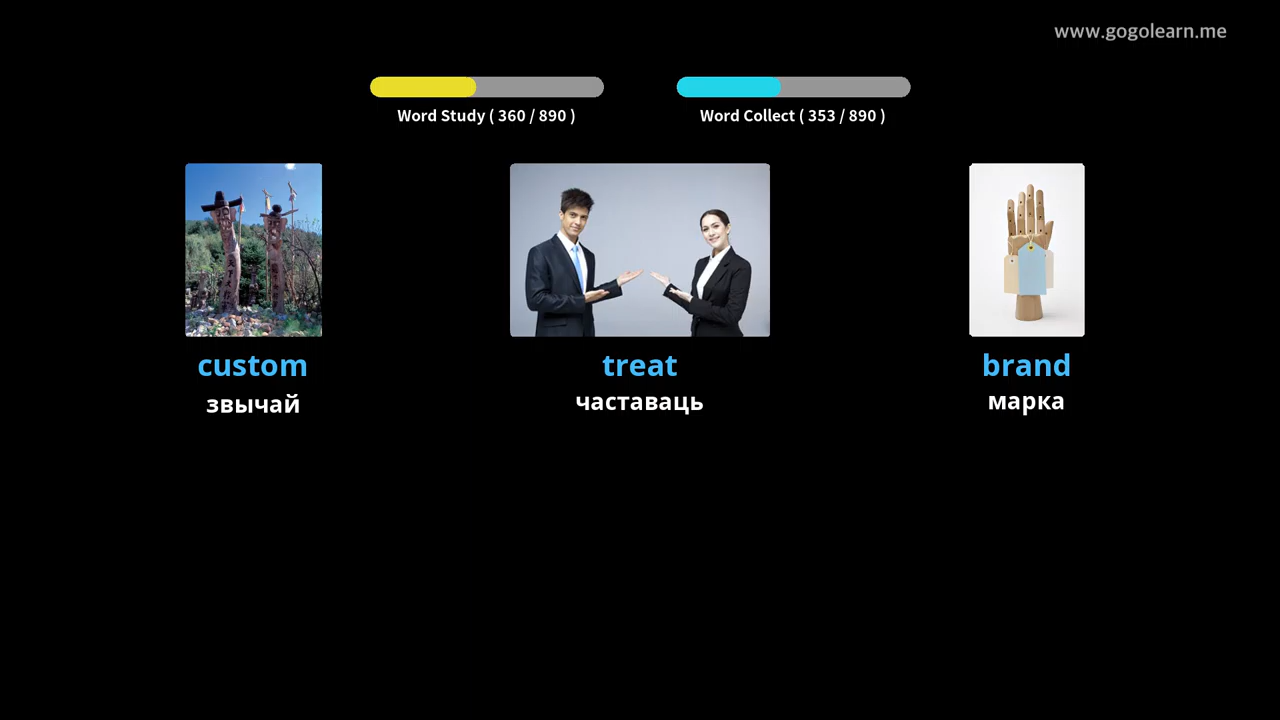 www.gogolearn.me
Word Study ( 360 / 890 )
Word Collect ( 353 / 890 )
custom
звычай
treat
частаваць
brand
марка